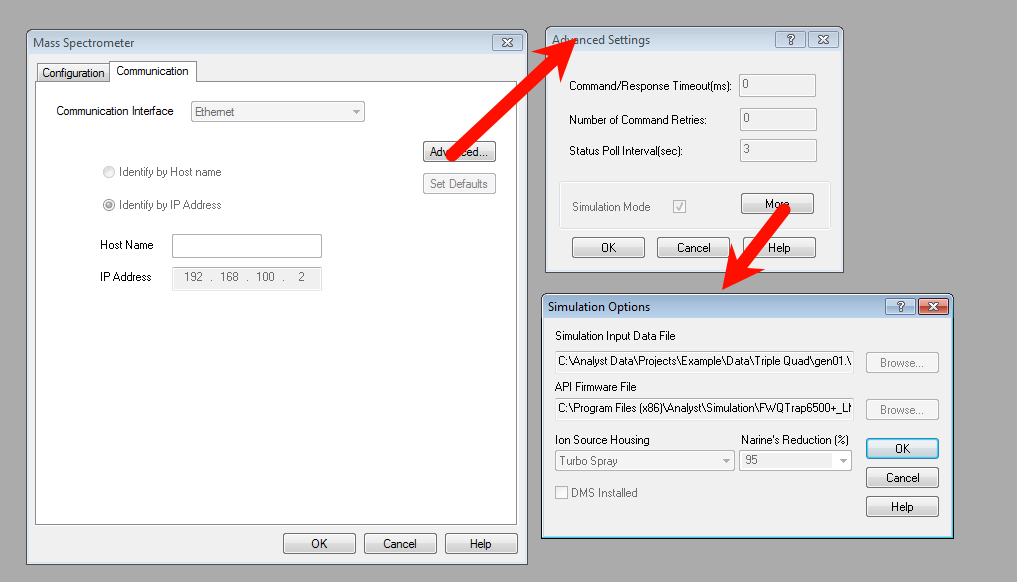 Mass Spectrometer
Configuration
Communication
Communication Interface
Ethernet
Advanced...
Identify by Host name
Set Defaults
Identify by IP Address
Host Name
IP Address
192 . 168 . 100 . 2
OK
Cancel
Help
Advanced Settings
Command/Response Timeout(ms):
0
Number of Command Retries:
0
Status Poll Interval(sec):
3
Simulation Mode
More
OK
Cancel
Help
Simulation Options
Simulation Input Data File
C:\Analyst Data\Projects\Example\Data\Triple Quad\gen01.\
Browse...
API Firmware File
C:\Program Files (x86)\Analyst\Simulation\FWQTrap6500+_
Browse...
Ion Source Housing
Narine's Reduction (%)
Turbo Spray
95
OK
Cancel
DMS Installed
Help